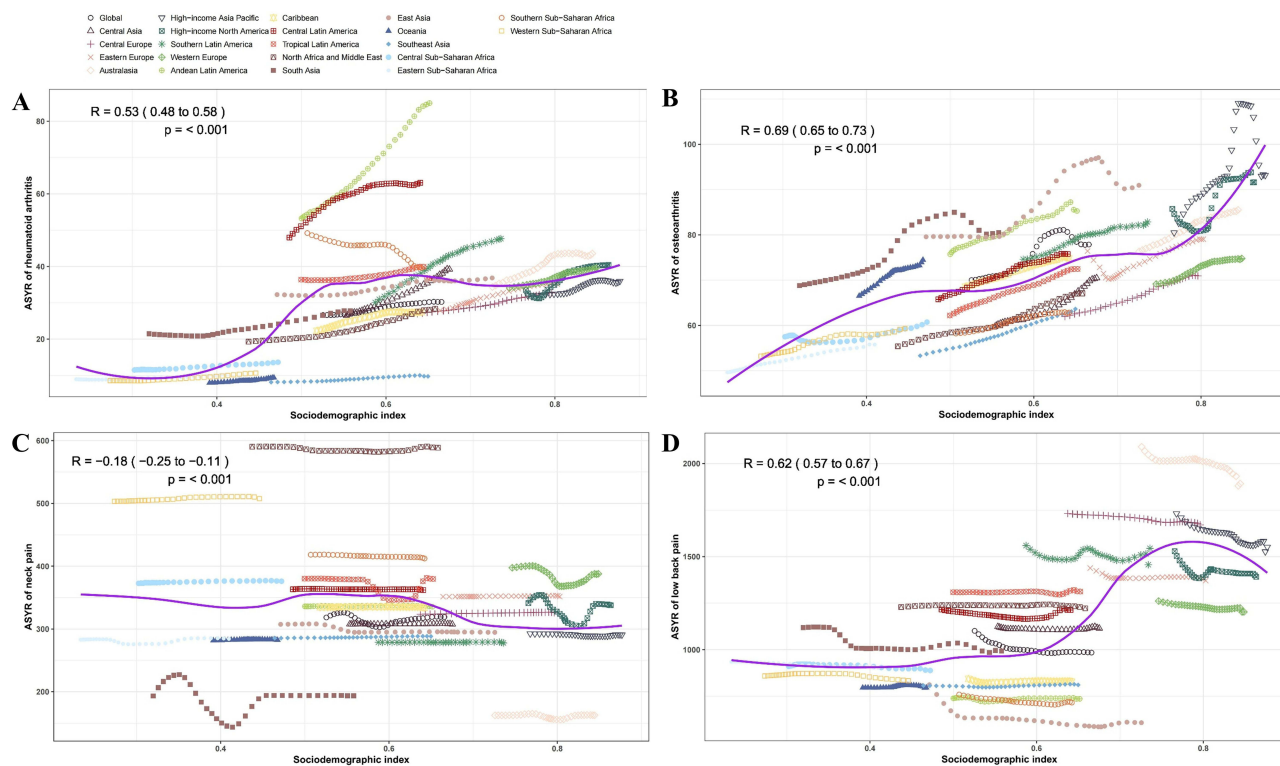 Global
High−income Asia Pacific
Caribbean
East Asia
Southern Sub−Saharan Africa
Central Asia
High−income North America
Central Latin America
Oceania
Western Sub−Saharan Africa
Central Europe
Southern Latin America
Tropical Latin America
Southeast Asia
Eastern Europe
Western Europe
North Africa and Middle East
Central Sub−Saharan Africa
Australasia
Andean Latin America
South Asia
Eastern Sub−Saharan Africa
A
R = 0.53 ( 0.48 to 0.58 )
p = < 0.001
ASYR of rheumatoid arthritis
80
60
40
20
0.4
0.6
0.8
Sociodemographic index
B
R = 0.69 ( 0.65 to 0.73 )
p = < 0.001
ASYR of osteoarthritis
100
80
60
0.4
0.6
0.8
Sociodemographic index
C
R = −0.18 ( −0.25 to −0.11 )
p = < 0.001
ASYR of neck pain
600
500
400
300
200
0.4
0.6
0.8
Sociodemographic index
D
R = 0.62 ( 0.57 to 0.67 )
p = < 0.001
ASYR of low back pain
2000
1500
1000
0.4
0.6
0.8
Sociodemographic index